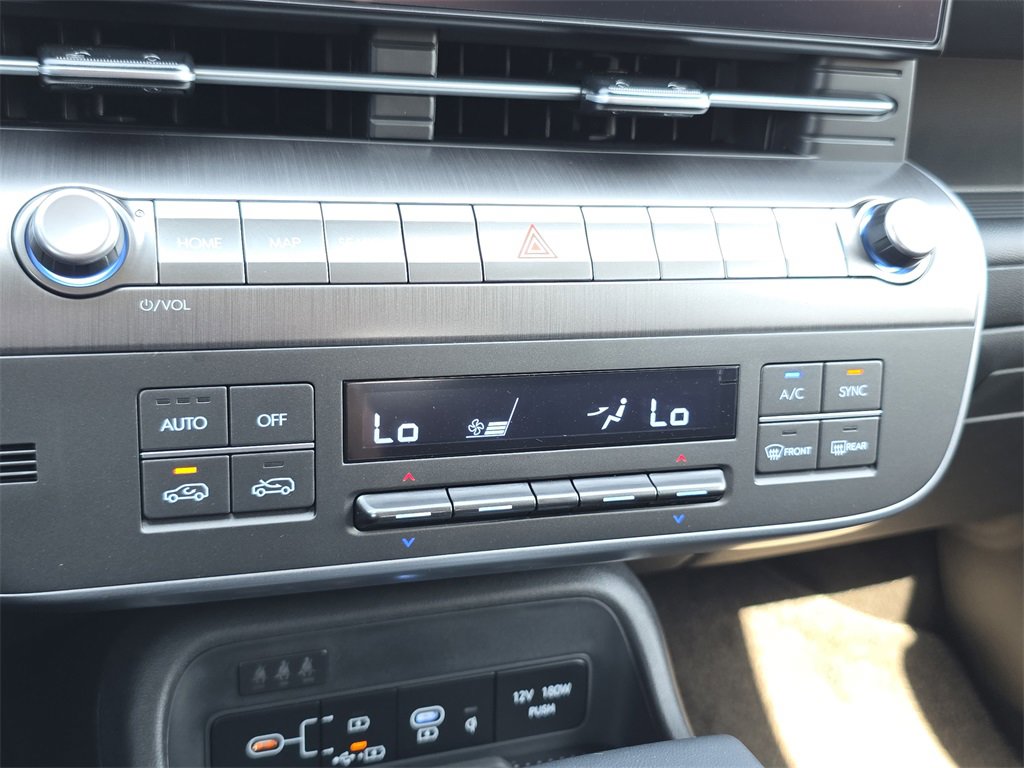 HOME MAP
⏻/VOL
AUTO OFF
Lo Lo
A/C SYNC
FRONT REAR
12V 180W
PUSH